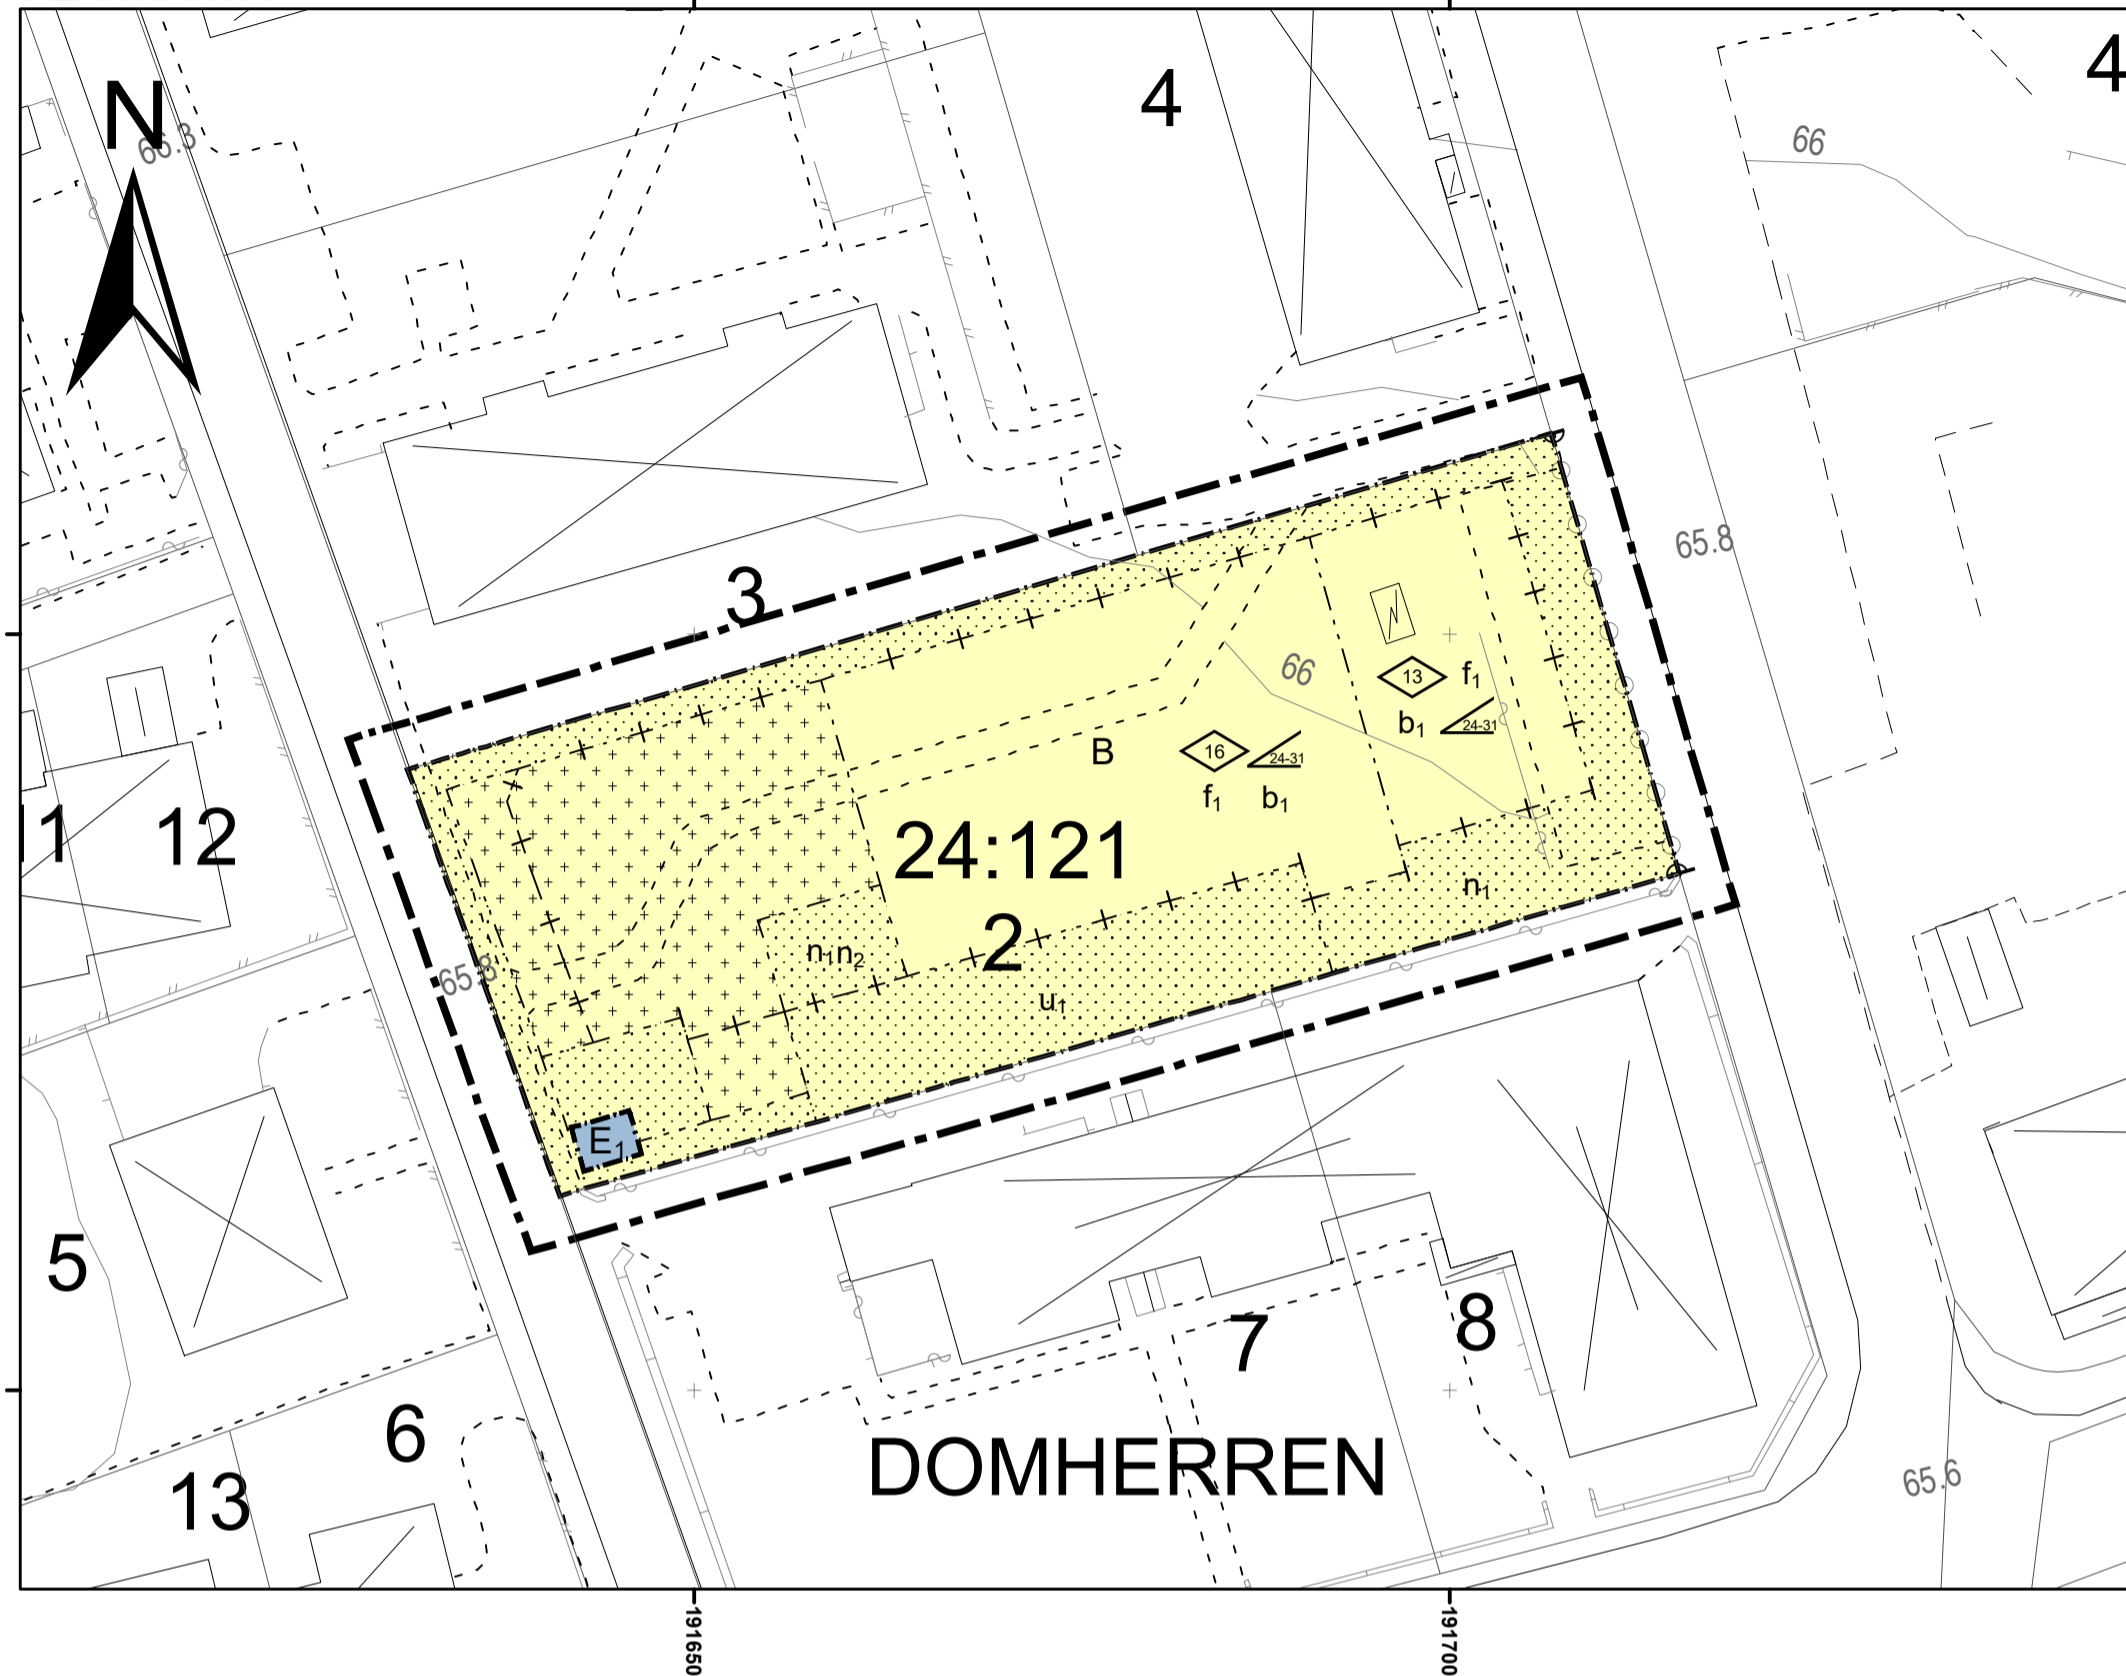 4
4
N
66.3
66
65.8
3
66
13 f₁
b₁ 24-31
B 16 24-31
f₁ b₁
12
24:121
n₁
2
n₁n₂
65.8
u₁
E₁
5
8
7
6
DOMHERREN
13
65.6
191650
191700